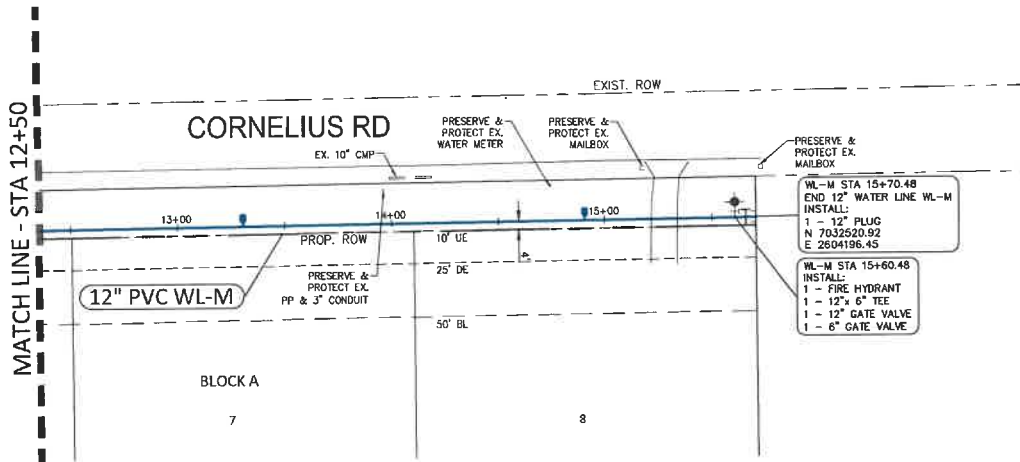 MATCH LINE - STA 12+50
EXIST. ROW
CORNELIUS RD
EX. 10" CMP
PRESERVE &
PROTECT EX.
WATER METER
PRESERVE &
PROTECT EX.
MAILBOX
PRESERVE &
PROTECT EX.
MAILBOX
13+00
14+00
15+00
PROP. ROW
10' UE
4'
25' DE
12" PVC WL-M
PRESERVE &
PROTECT EX.
PP & 3" CONDUIT
50' BL
BLOCK A
7
8
WL-M STA 15+70.48
END 12" WATER LINE WL-M
INSTALL:
1 - 12" PLUG
N 7032520.92
E 2604196.45
WL-M STA 15+60.48
INSTALL:
1 - FIRE HYDRANT
1 - 12"x 6" TEE
1 - 12" GATE VALVE
1 - 6" GATE VALVE